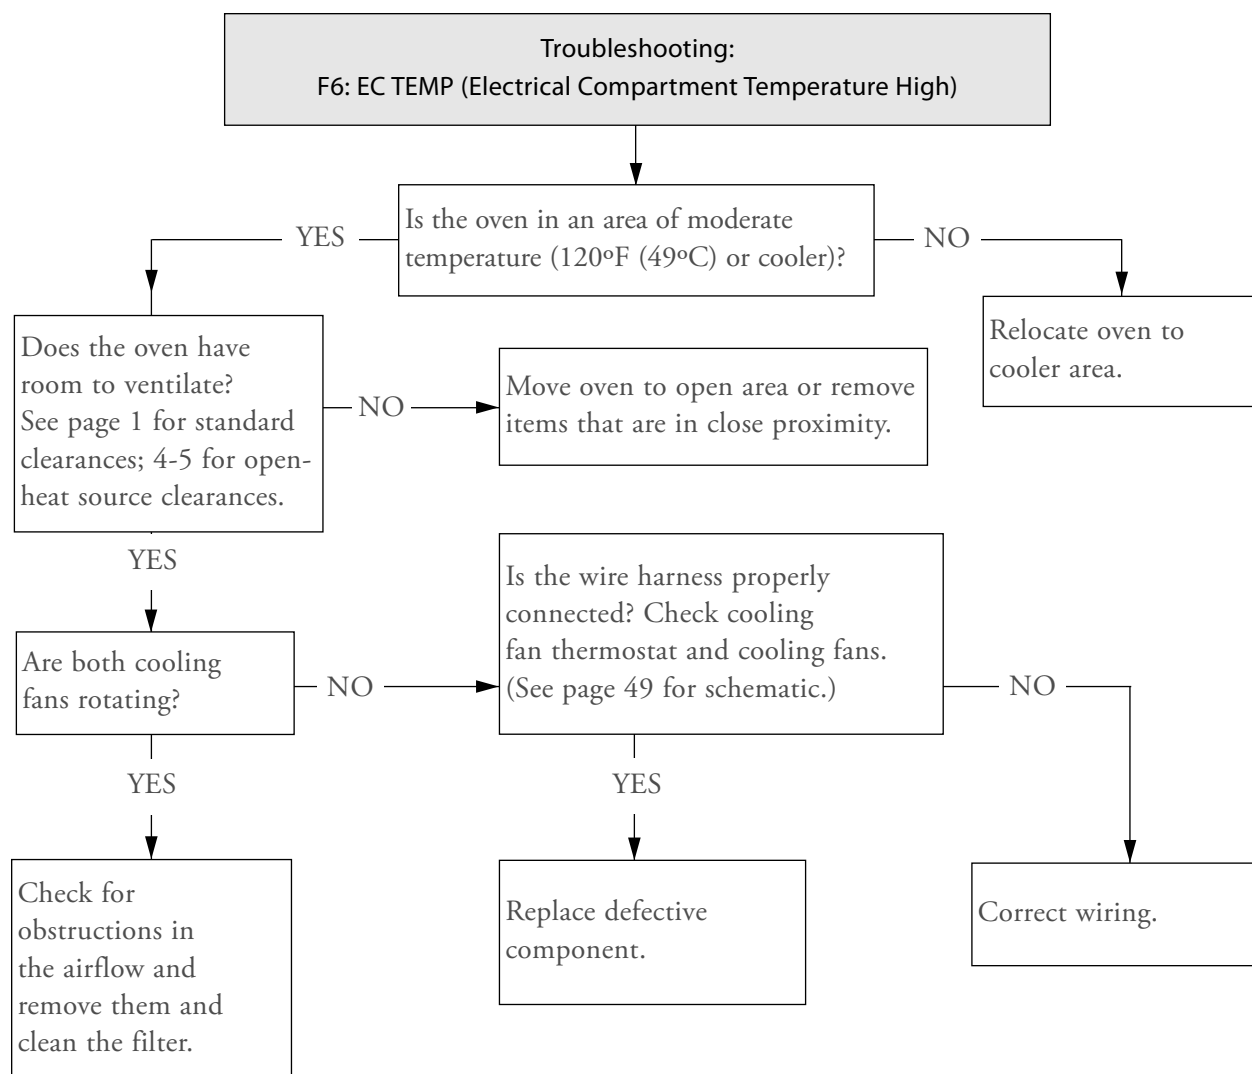 Troubleshooting:
F6: EC TEMP (Electrical Compartment Temperature High)
Is the oven in an area of moderate
temperature (120ºF (49ºC) or cooler)?
YES
NO
Relocate oven to
cooler area.
Does the oven have
room to ventilate?
See page 1 for standard
clearances; 4-5 for open-
heat source clearances.
NO
Move oven to open area or remove
items that are in close proximity.
YES
Are both cooling
fans rotating?
NO
Is the wire harness properly
connected? Check cooling
fan thermostat and cooling fans.
(See page 49 for schematic.)
NO
YES
YES
Check for
obstructions in
the airflow and
remove them and
clean the filter.
Replace defective
component.
Correct wiring.